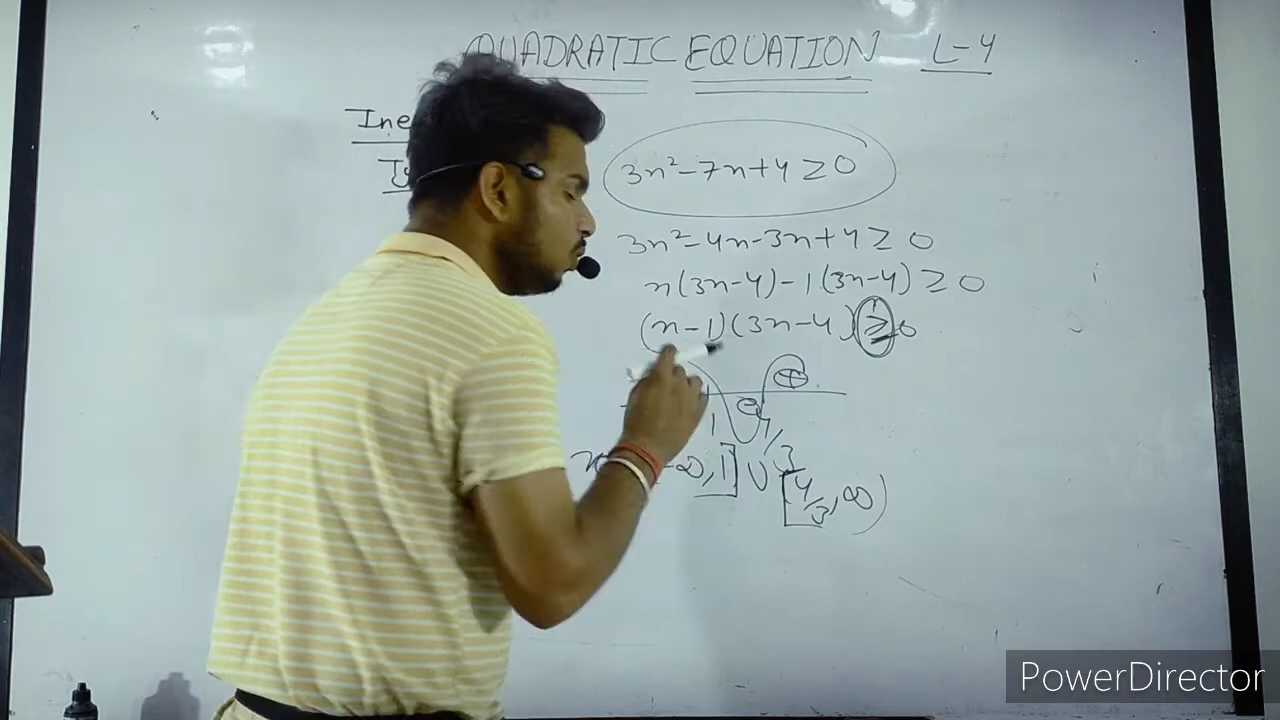 QUADRATIC EQUATION L-4
3x²-7x+4≥0
3x²-4x-3x+4≥0
x(3x-4)-1(3x-4)≥0
(x-1)(3x-4)≥0
+
-
1
4/3
-∞,1]∪[4/3,∞)
PowerDirector